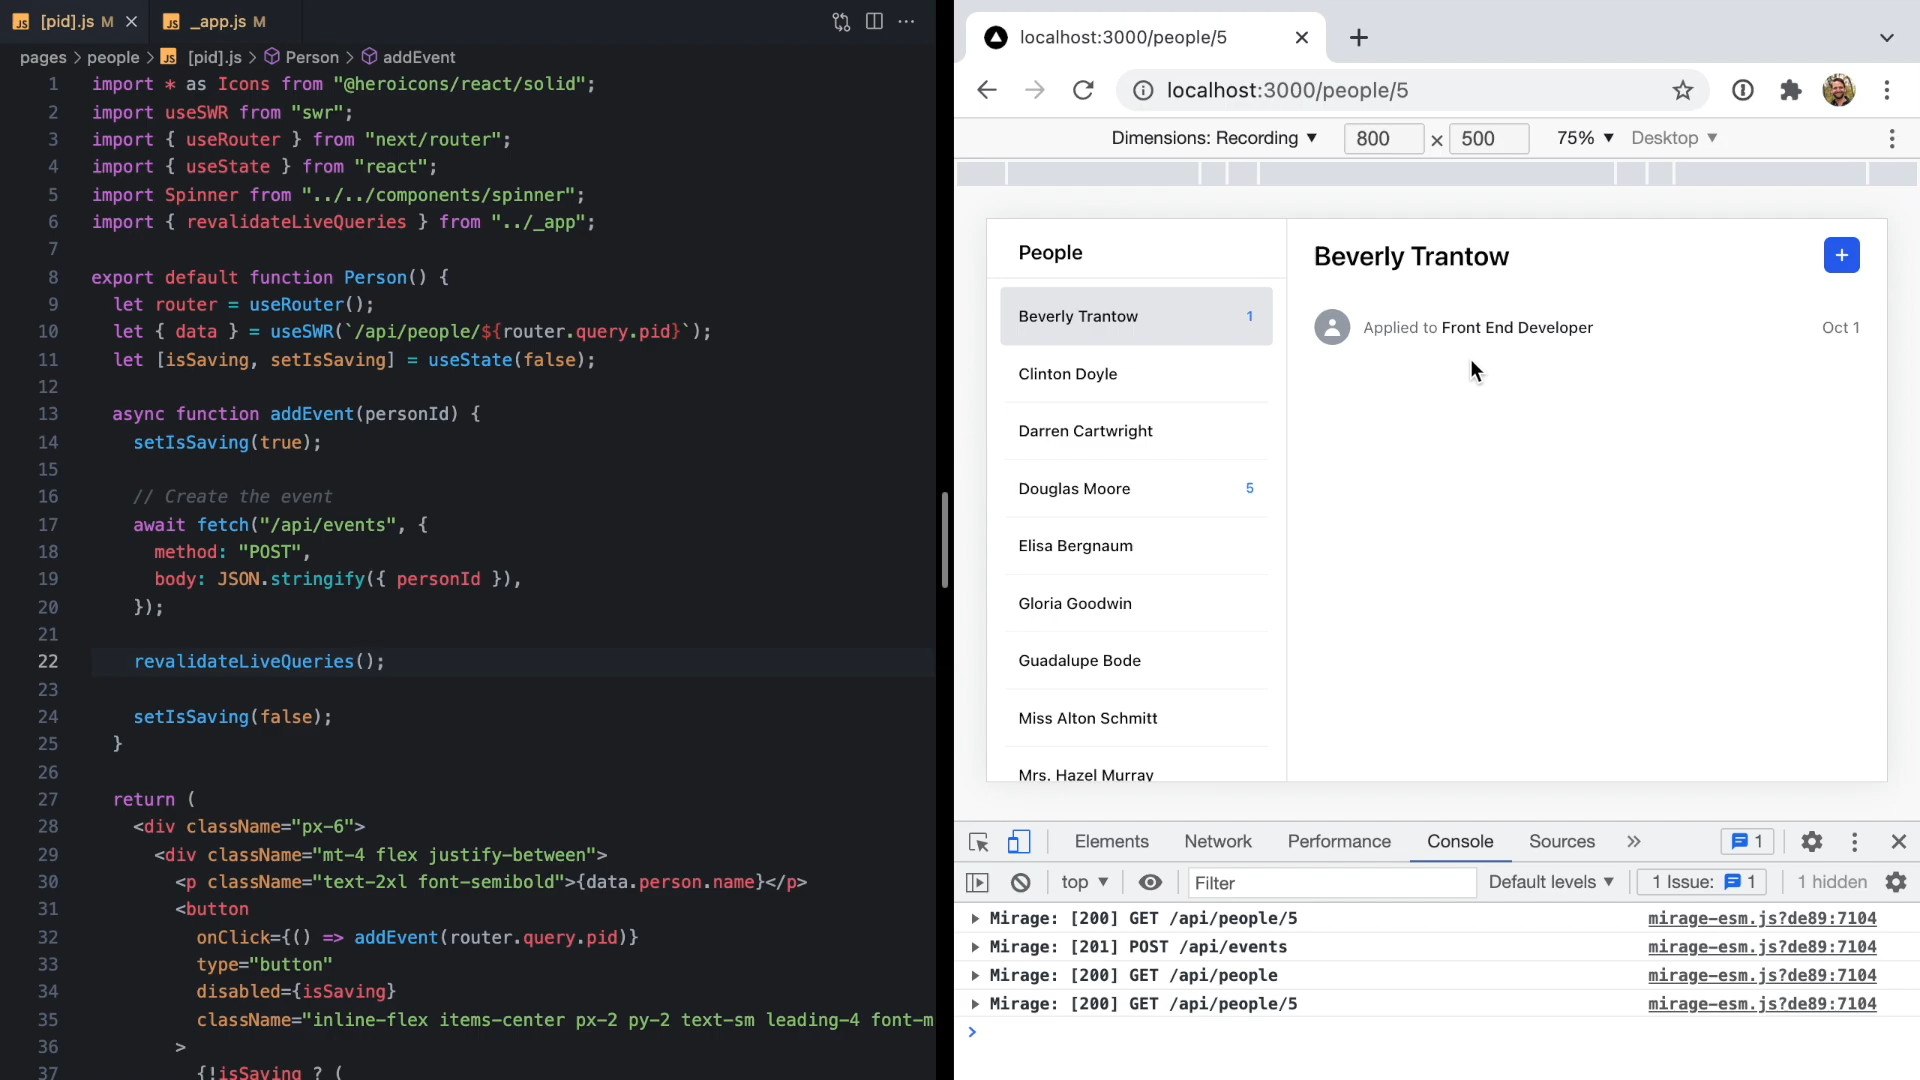 [pid].js M
_app.js M
pages > people > [pid].js > Person > addEvent
1 import * as Icons from "@heroicons/react/solid";
2 import useSWR from "swr";
3 import { useRouter } from "next/router";
4 import { useState } from "react";
5 import Spinner from "../../components/spinner";
6 import { revalidateLiveQueries } from "../_app";
7
8 export default function Person() {
9 let router = useRouter();
10 let { data } = useSWR(`/api/people/${router.query.pid}`);
11 let [isSaving, setIsSaving] = useState(false);
12
13 async function addEvent(personId) {
14 setIsSaving(true);
15
16 // Create the event
17 await fetch("/api/events", {
18 method: "POST",
19 body: JSON.stringify({ personId }),
20 });
21
22 revalidateLiveQueries();
23
24 setIsSaving(false);
25 }
26
27 return (
28 <div className="px-6">
29 <div className="mt-4 flex justify-between">
30 <p className="text-2xl font-semibold">{data.person.name}</p>
31 <button
32 onClick={() => addEvent(router.query.pid)}
33 type="button"
34 disabled={isSaving}
35 className="inline-flex items-center px-2 py-2 text-sm leading-4 font-m
36 >
37 {!isSaving ? (
localhost:3000/people/5
localhost:3000/people/5
Dimensions: Recording 800 × 500 75% Desktop
People
Beverly Trantow 1
Clinton Doyle
Darren Cartwright
Douglas Moore 5
Elisa Bergnaum
Gloria Goodwin
Guadalupe Bode
Miss Alton Schmitt
Mrs. Hazel Murray
Beverly Trantow
Applied to Front End Developer Oct 1
Elements Network Performance Console Sources 1
top Filter Default levels 1 Issue: 1 1 hidden
Mirage: [200] GET /api/people/5 mirage-esm.js?de89:7104
Mirage: [201] POST /api/events mirage-esm.js?de89:7104
Mirage: [200] GET /api/people mirage-esm.js?de89:7104
Mirage: [200] GET /api/people/5 mirage-esm.js?de89:7104